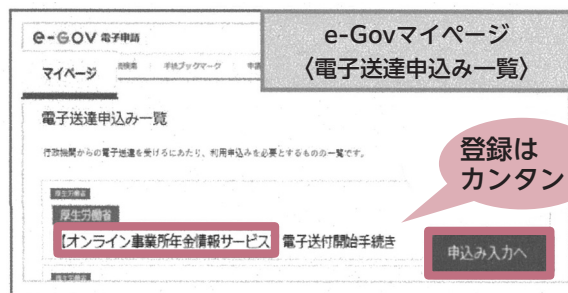 e-Gov 電子申請
e-Govマイページ
〈電子送達申込み一覧〉
マイページ
手続ブックマーク
電子送達申込み一覧
行政機関からの電子送達を受けるにあたり、利用申込みを必要とするものの一覧です。
登録は
カンタン
厚生労働省
厚生労働省
【オンライン事業所年金情報サービス】電子送付開始手続き
申込み入力へ
厚生労働省